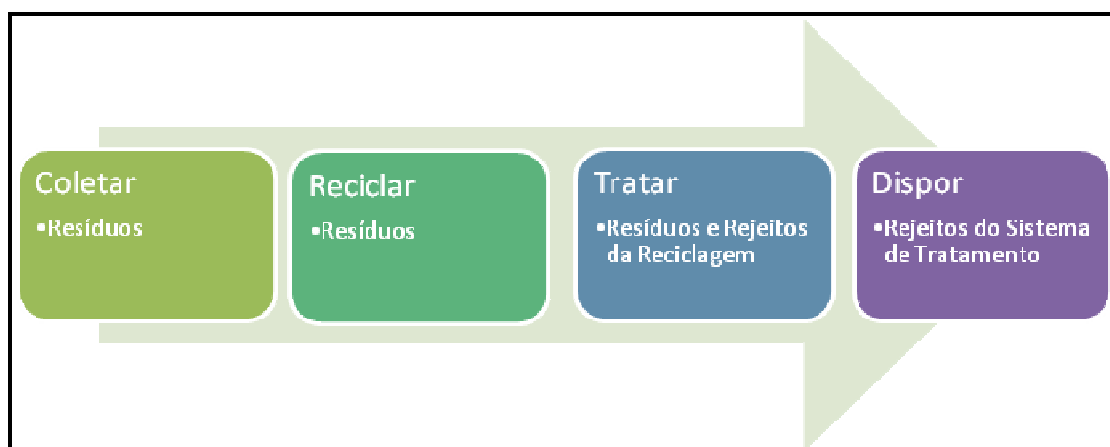 Coletar
•Resíduos
Reciclar
•Resíduos
Tratar
•Resíduos e Rejeitos
da Reciclagem
Dispor
•Rejeitos do Sistema
de Tratamento